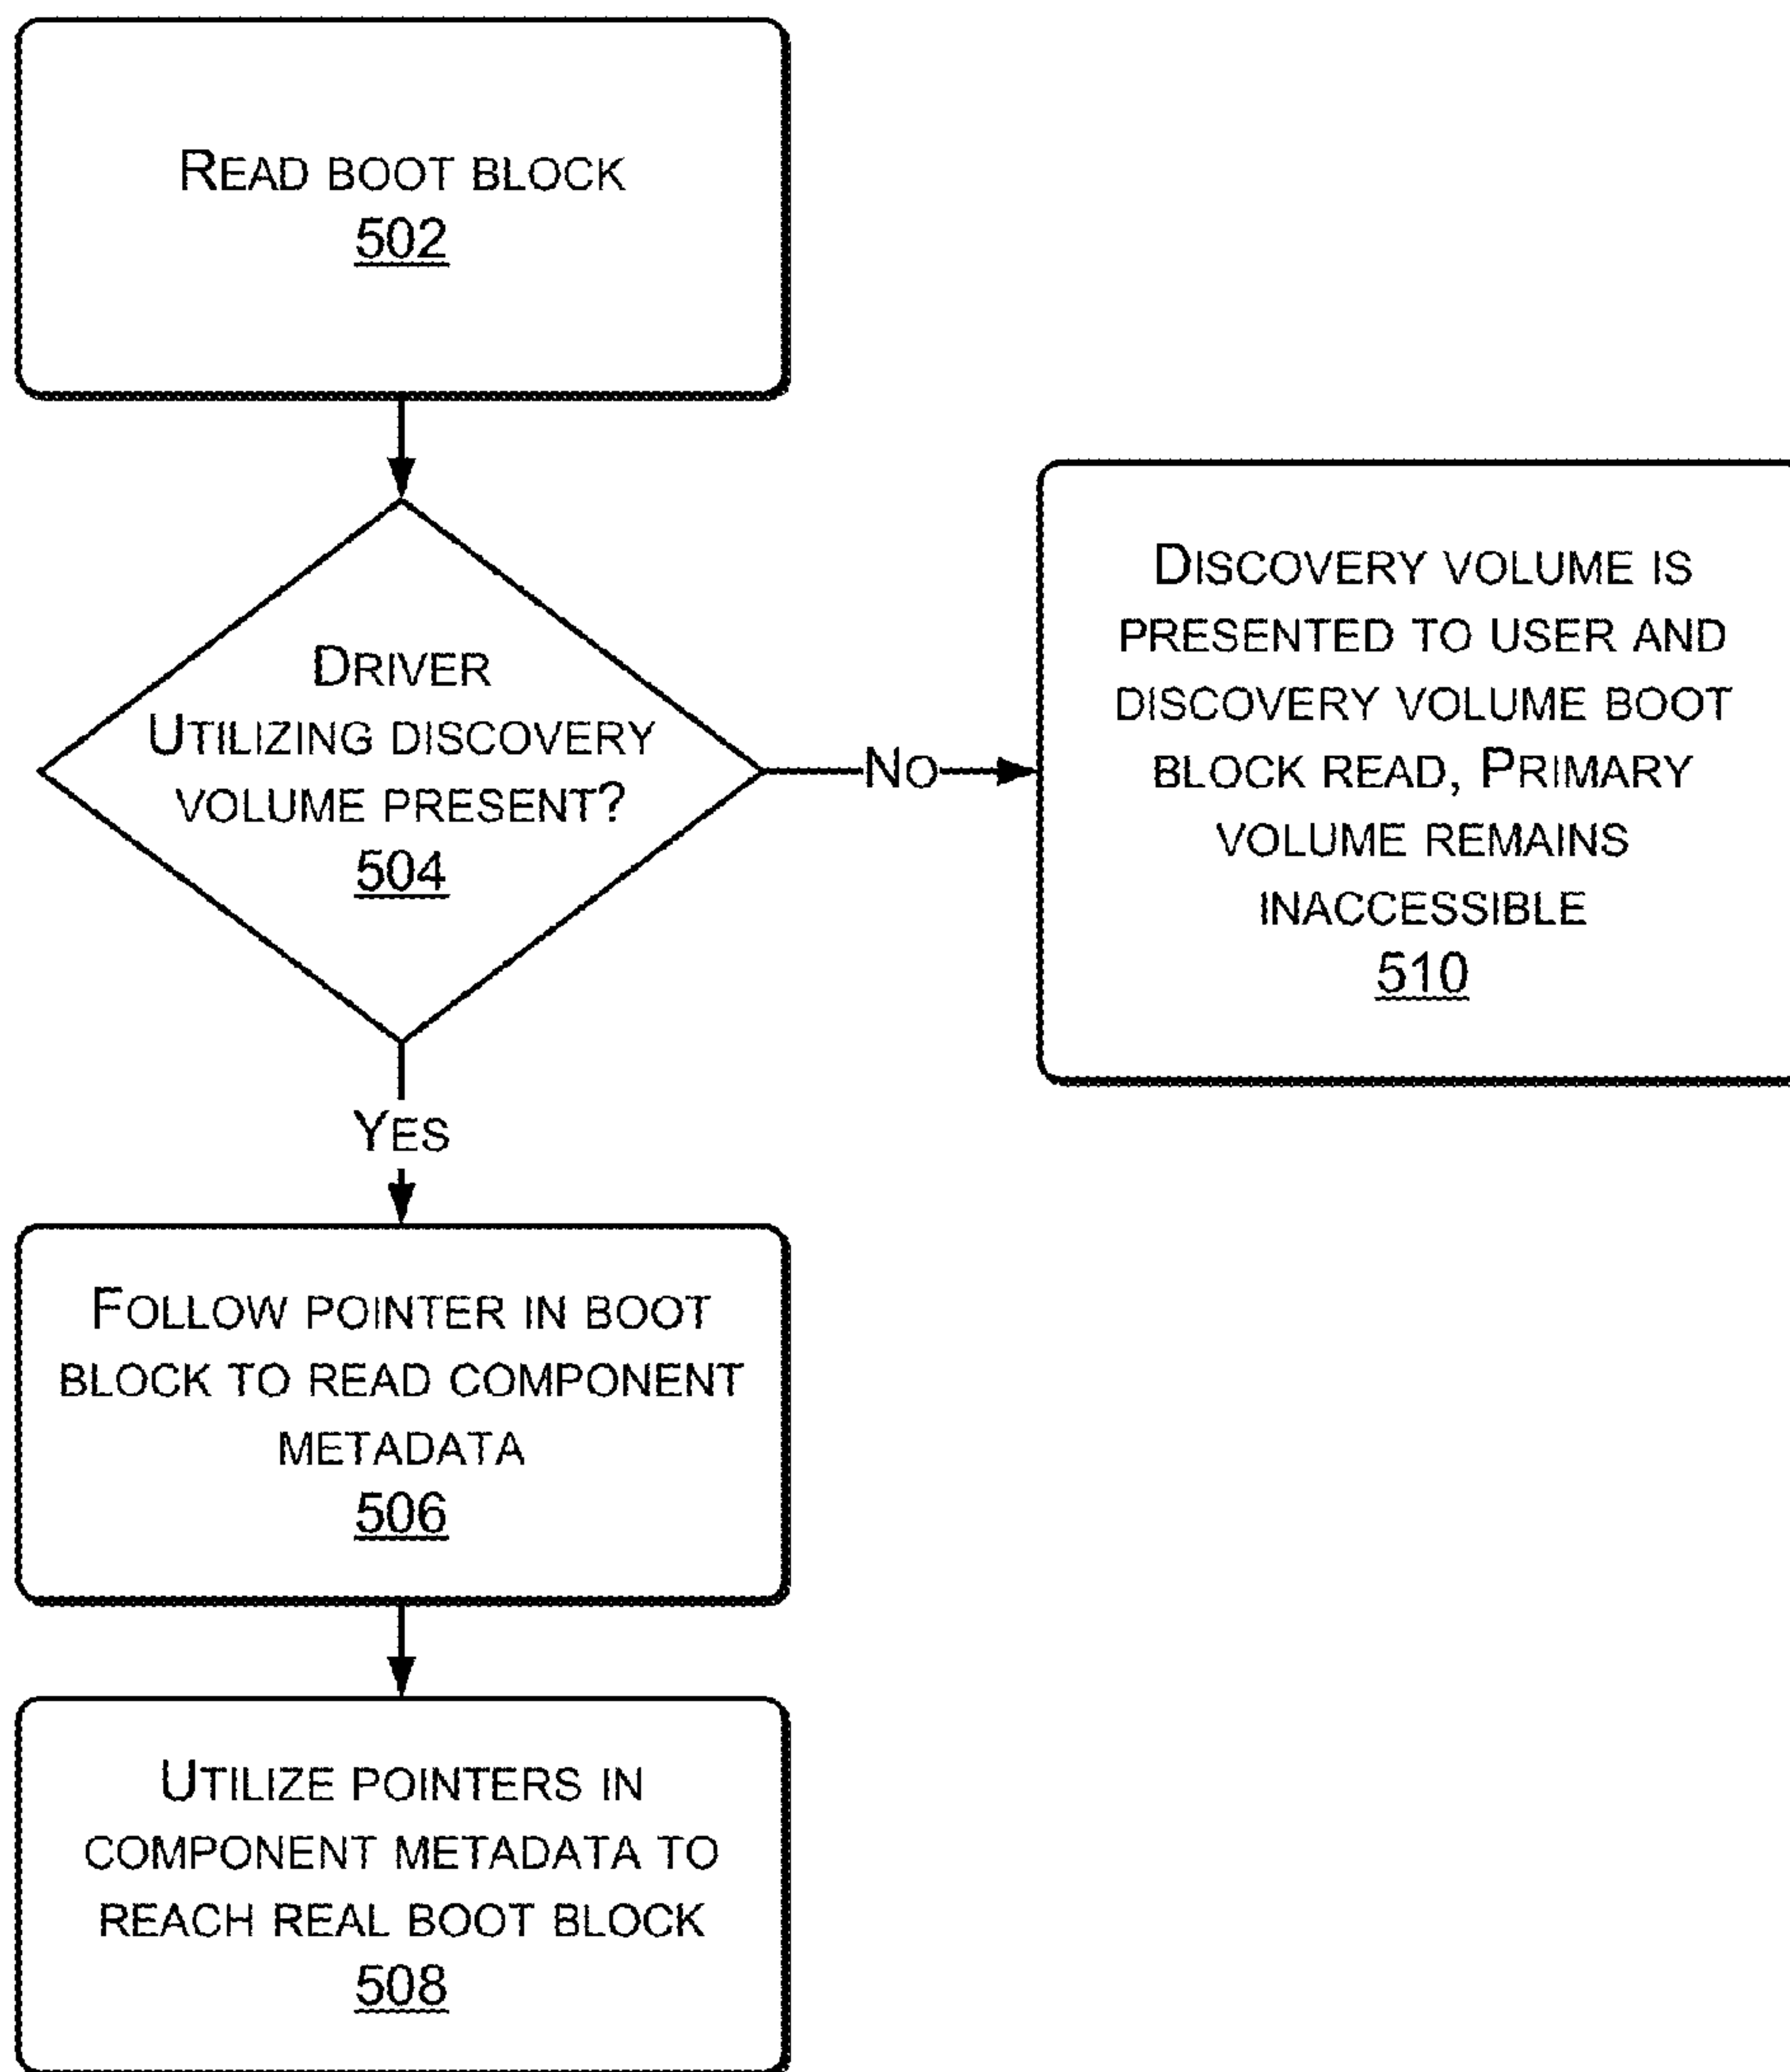 READ BOOT BLOCK
502
DRIVER
UTILIZING DISCOVERY
VOLUME PRESENT?
504
NO
DISCOVERY VOLUME IS
PRESENTED TO USER AND
DISCOVERY VOLUME BOOT
BLOCK READ, PRIMARY
VOLUME REMAINS
INACCESSIBLE
510
YES
FOLLOW POINTER IN BOOT
BLOCK TO READ COMPONENT
METADATA
506
UTILIZE POINTERS IN
COMPONENT METADATA TO
REACH REAL BOOT BLOCK
508